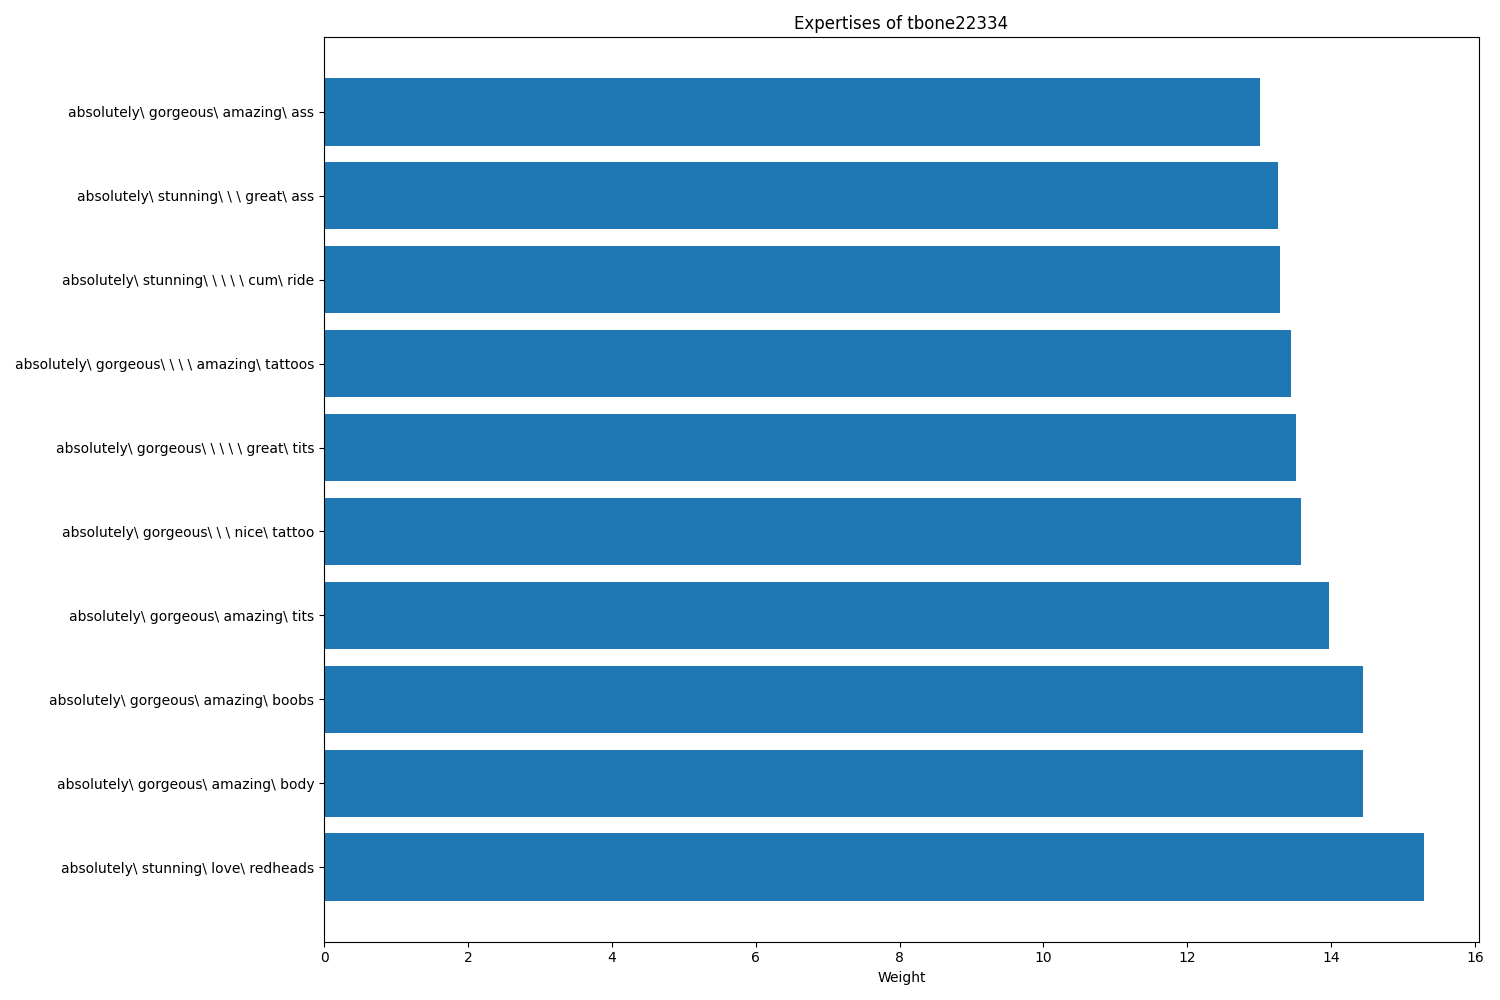 Expertises of tbone22334
absolutely\ gorgeous\ amazing\ ass
absolutely\ stunning\ \ \ great\ ass
absolutely\ stunning\ \ \ \ \ cum\ ride
absolutely\ gorgeous\ \ \ \ amazing\ tattoos
absolutely\ gorgeous\ \ \ \ \ great\ tits
absolutely\ gorgeous\ \ \ nice\ tattoo
absolutely\ gorgeous\ amazing\ tits
absolutely\ gorgeous\ amazing\ boobs
absolutely\ gorgeous\ amazing\ body
absolutely\ stunning\ love\ redheads
0 2 4 6 8 10 12 14 16
Weight